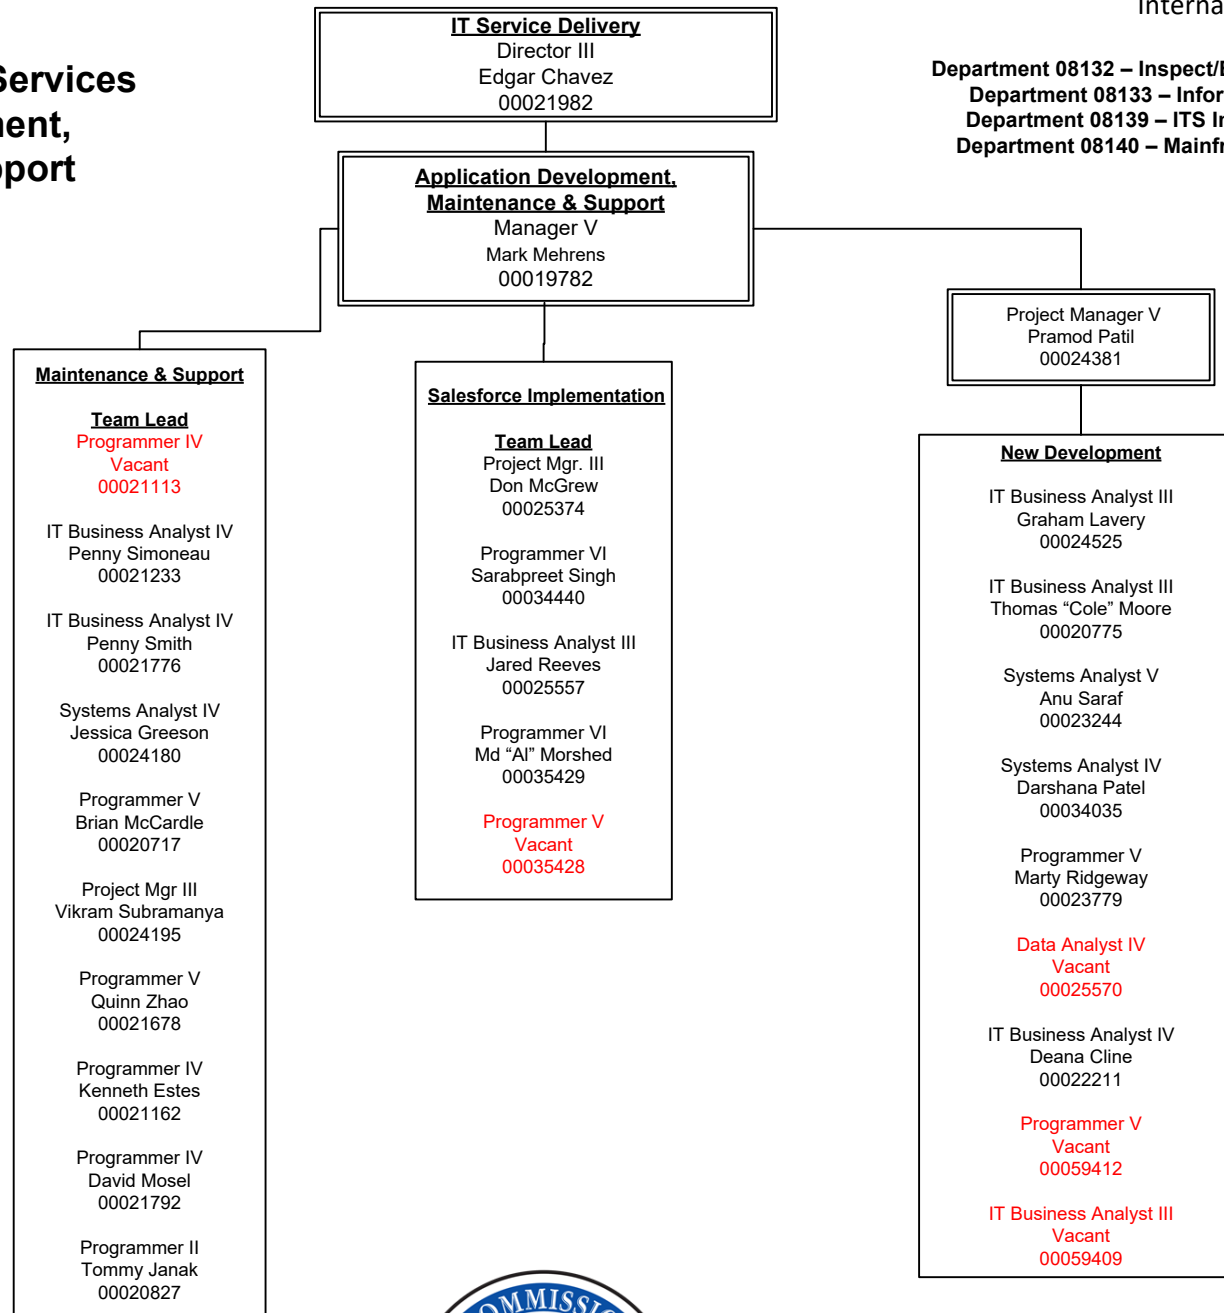 Services
ment,
pport
IT Service Delivery
Director III
Edgar Chavez
00021982
Interna
Department 08132 – Inspect/E
Department 08133 – Infor
Department 08139 – ITS In
Department 08140 – Mainfr
Application Development,
Maintenance & Support
Manager V
Mark Mehrens
00019782
Project Manager V
Pramod Patil
00024381
Maintenance & Support
Team Lead
Programmer IV
Vacant
00021113
IT Business Analyst IV
Penny Simoneau
00021233
IT Business Analyst IV
Penny Smith
00021776
Systems Analyst IV
Jessica Greeson
00024180
Programmer V
Brian McCardle
00020717
Project Mgr III
Vikram Subramanya
00024195
Programmer V
Quinn Zhao
00021678
Programmer IV
Kenneth Estes
00021162
Programmer IV
David Mosel
00021792
Programmer II
Tommy Janak
00020827
Salesforce Implementation
Team Lead
Project Mgr. III
Don McGrew
00025374
Programmer VI
Sarabpreet Singh
00034440
IT Business Analyst III
Jared Reeves
00025557
Programmer VI
Md “Al” Morshed
00035429
Programmer V
Vacant
00035428
New Development
IT Business Analyst III
Graham Lavery
00024525
IT Business Analyst III
Thomas “Cole” Moore
00020775
Systems Analyst V
Anu Saraf
00023244
Systems Analyst IV
Darshana Patel
00034035
Programmer V
Marty Ridgeway
00023779
Data Analyst IV
Vacant
00025570
IT Business Analyst IV
Deana Cline
00022211
Programmer V
Vacant
00059412
IT Business Analyst III
Vacant
00059409
OMMISSIO